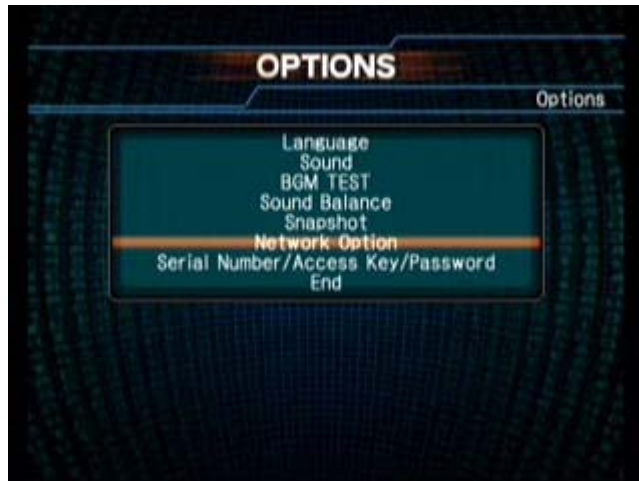 OPTIONS
Options
Language
Sound
BGM TEST
Sound Balance
Snapshot
Network Option
Serial Number/Access Key/Password
End